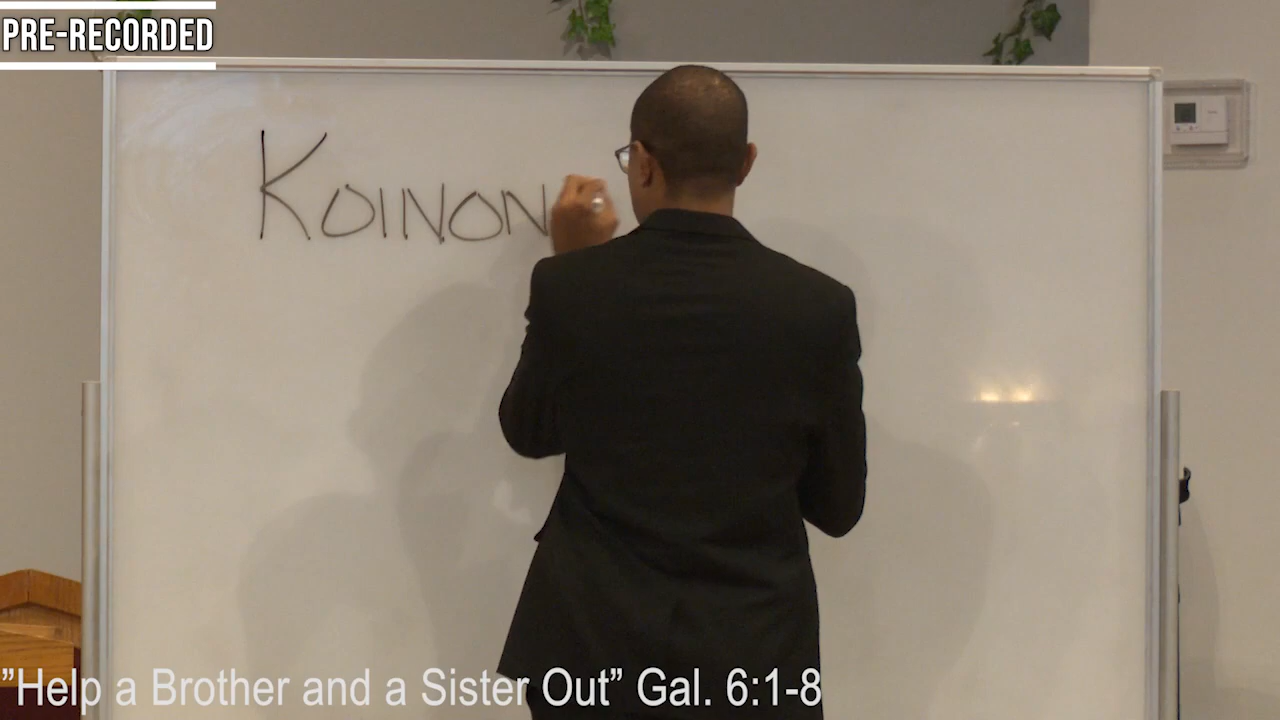 PRE-RECORDED
KOINON
"Help a Brother and a Sister Out" Gal. 6:1-8